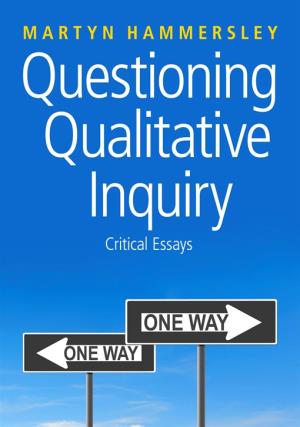 MARTYN HAMMERSLEY
Questioning
Qualitative
Inquiry
Critical Essays
ONE WAY
ONE WAY